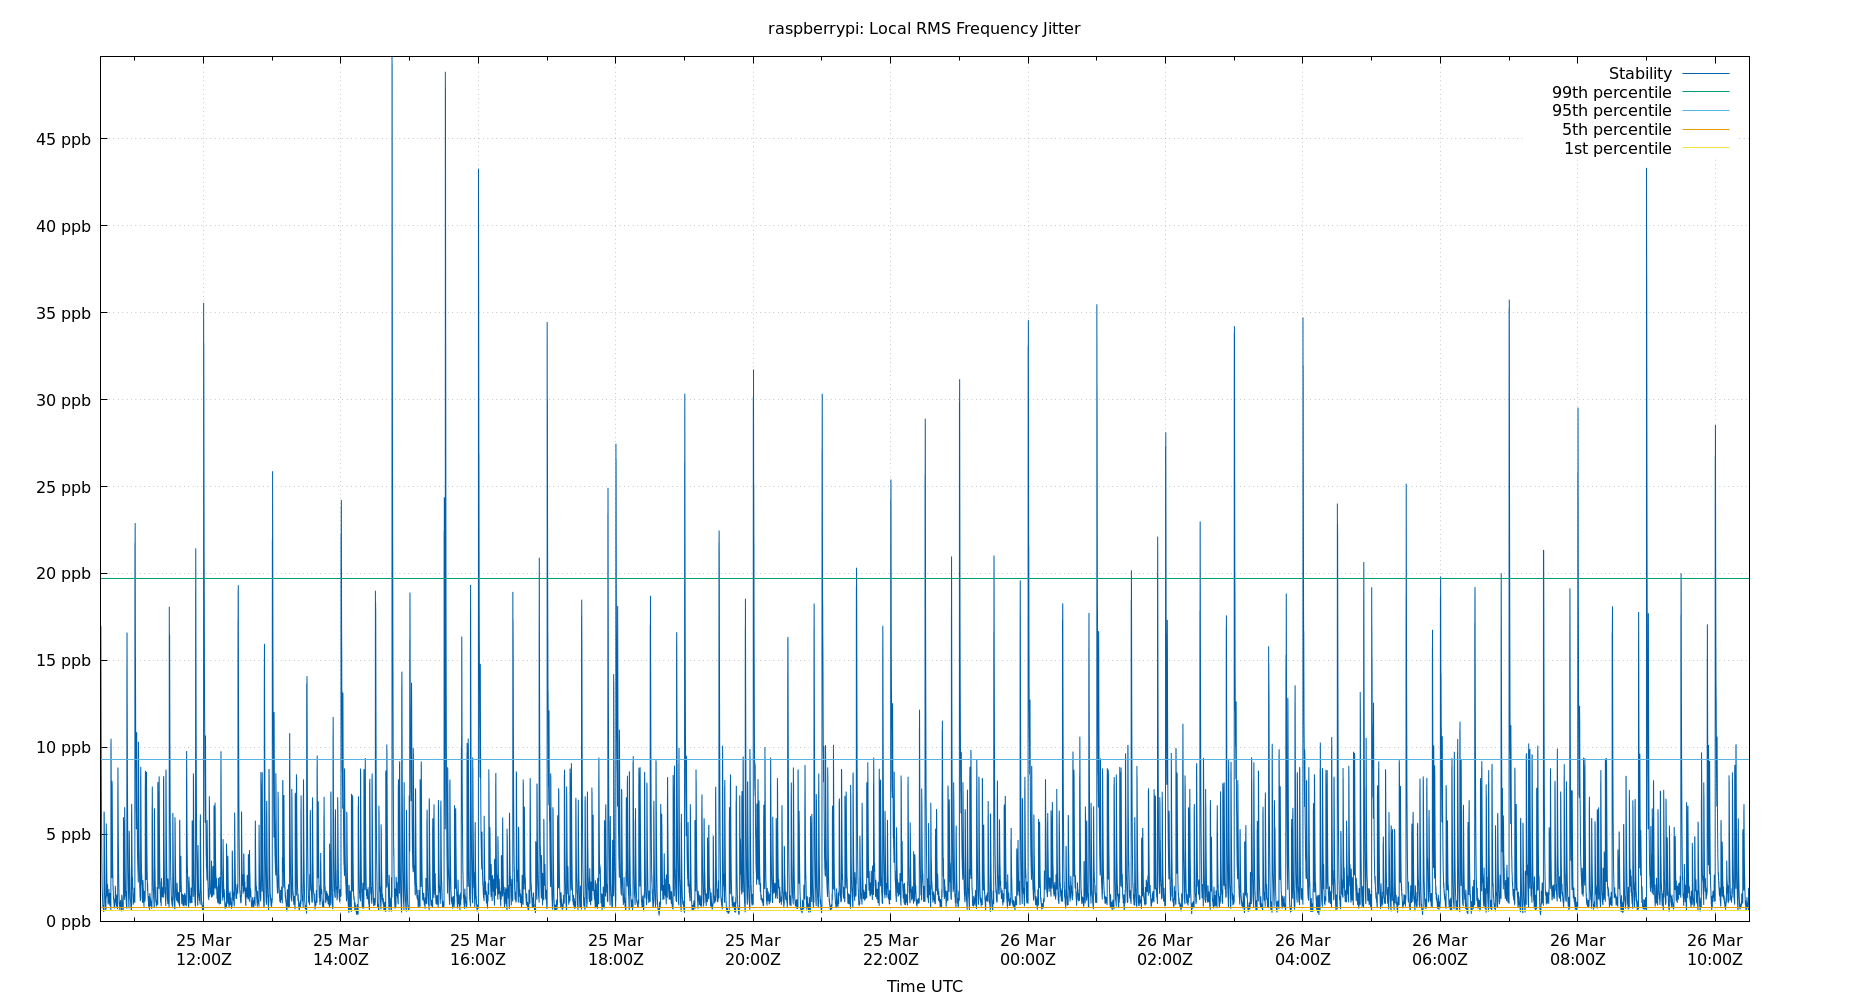 raspberrypi: Local RMS Frequency Jitter
Stability
99th percentile
95th percentile
5th percentile
1st percentile
45 ppb
40 ppb
35 ppb
30 ppb
25 ppb
20 ppb
15 ppb
10 ppb
5 ppb
0 ppb
25 Mar 25 Mar 25 Mar 25 Mar 25 Mar 25 Mar 26 Mar 26 Mar 26 Mar 26 Mar 26 Mar 26 Mar
12:00Z 14:00Z 16:00Z 18:00Z 20:00Z 22:00Z 00:00Z 02:00Z 04:00Z 06:00Z 08:00Z 10:00Z
Time UTC